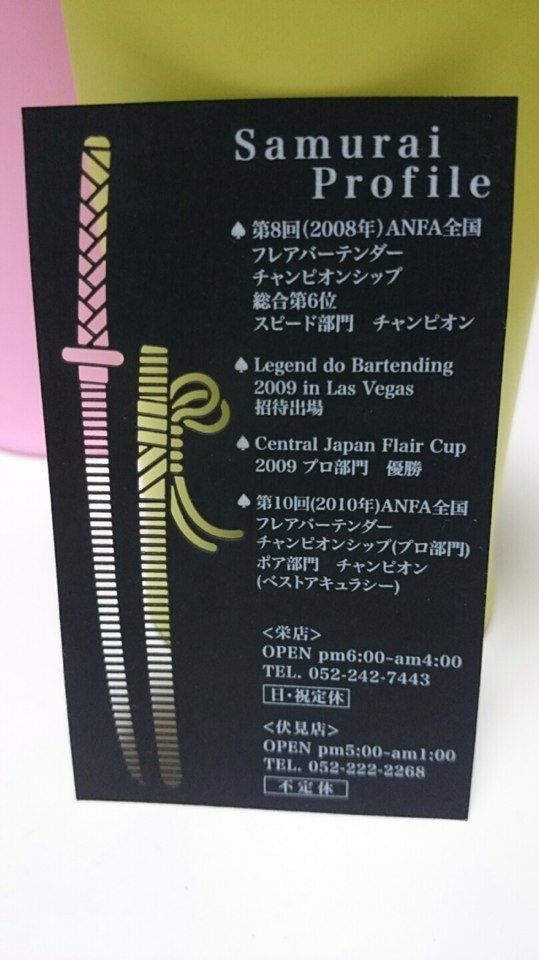 Samurai
Profile
♠ 第8回(2008年)ANFA全国
フレアバーテンダー
チャンピオンシップ
総合第6位
スピード部門　チャンピオン
♠ Legend do Bartending
2009 in Las Vegas
招待出場
♠ Central Japan Flair Cup
2009 プロ部門　優勝
♠ 第10回(2010年)ANFA全国
フレアバーテンダー
チャンピオンシップ(プロ部門)
ポア部門　チャンピオン
(ベストアキュラシー)
<栄店>
OPEN pm6:00~am4:00
TEL. 052-242-7443
日・祝定休
<伏見店>
OPEN pm5:00~am1:00
TEL. 052-222-2268
不定休